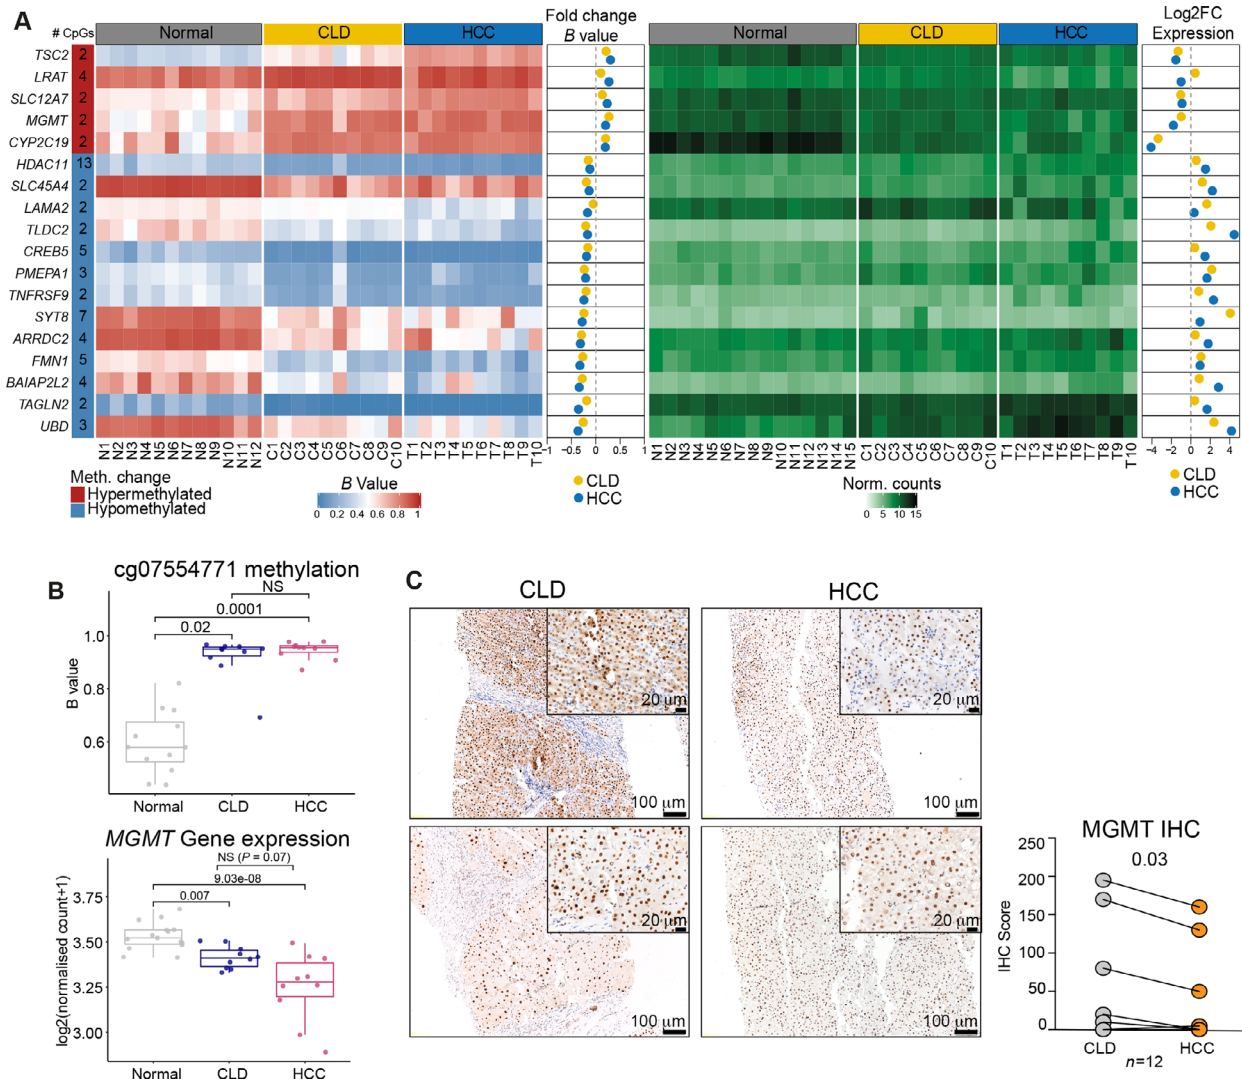 A
# CpGs
Normal
CLD
HCC
Fold change
B value
Normal
CLD
HCC
Log2FC
Expression
TSC2 2
LRAT 4
SLC12A7 2
MGMT 2
CYP2C19 2
HDAC11 13
SLC45A4 2
LAMA2 2
TLDC2 2
CREB5 5
PMEPA1 3
TNFRSF9 2
SYT8 7
ARRDC2 4
FMN1 5
BAIAP2L2 4
TAGLN2 2
UBD 3
N1 N2 N3 N4 N5 N6 N7 N8 N9 N10 N11 N12 C1 C2 C3 C4 C5 C6 C7 C8 C9 C10 T1 T2 T3 T4 T5 T6 T7 T8 T9 T10
−1 −0.5 0 0.5 1
N1 N2 N3 N4 N5 N6 N7 N8 N9 N10 N11 N12 N13 N14 N15 C1 C2 C3 C4 C5 C6 C7 C8 C9 C10 T1 T2 T3 T4 T5 T6 T7 T8 T9 T10
−4 −2 0 2 4
Meth. change
Hypermethylated
Hypomethylated
B Value
0 0.2 0.4 0.6 0.8 1
CLD
HCC
Norm. counts
0 5 10 15
CLD
HCC
B
cg07554771 methylation
NS
0.0001
0.02
B value
1.0
0.8
0.6
Normal CLD HCC
MGMT Gene expression
NS (P = 0.07)
9.03e-08
0.007
log2(normalised count+1)
3.75
3.50
3.25
3.00
Normal CLD HCC
C
CLD
HCC
20 µm
100 µm
20 µm
100 µm
20 µm
100 µm
20 µm
100 µm
MGMT IHC
0.03
IHC Score
250
200
150
100
50
0
CLD HCC
n=12